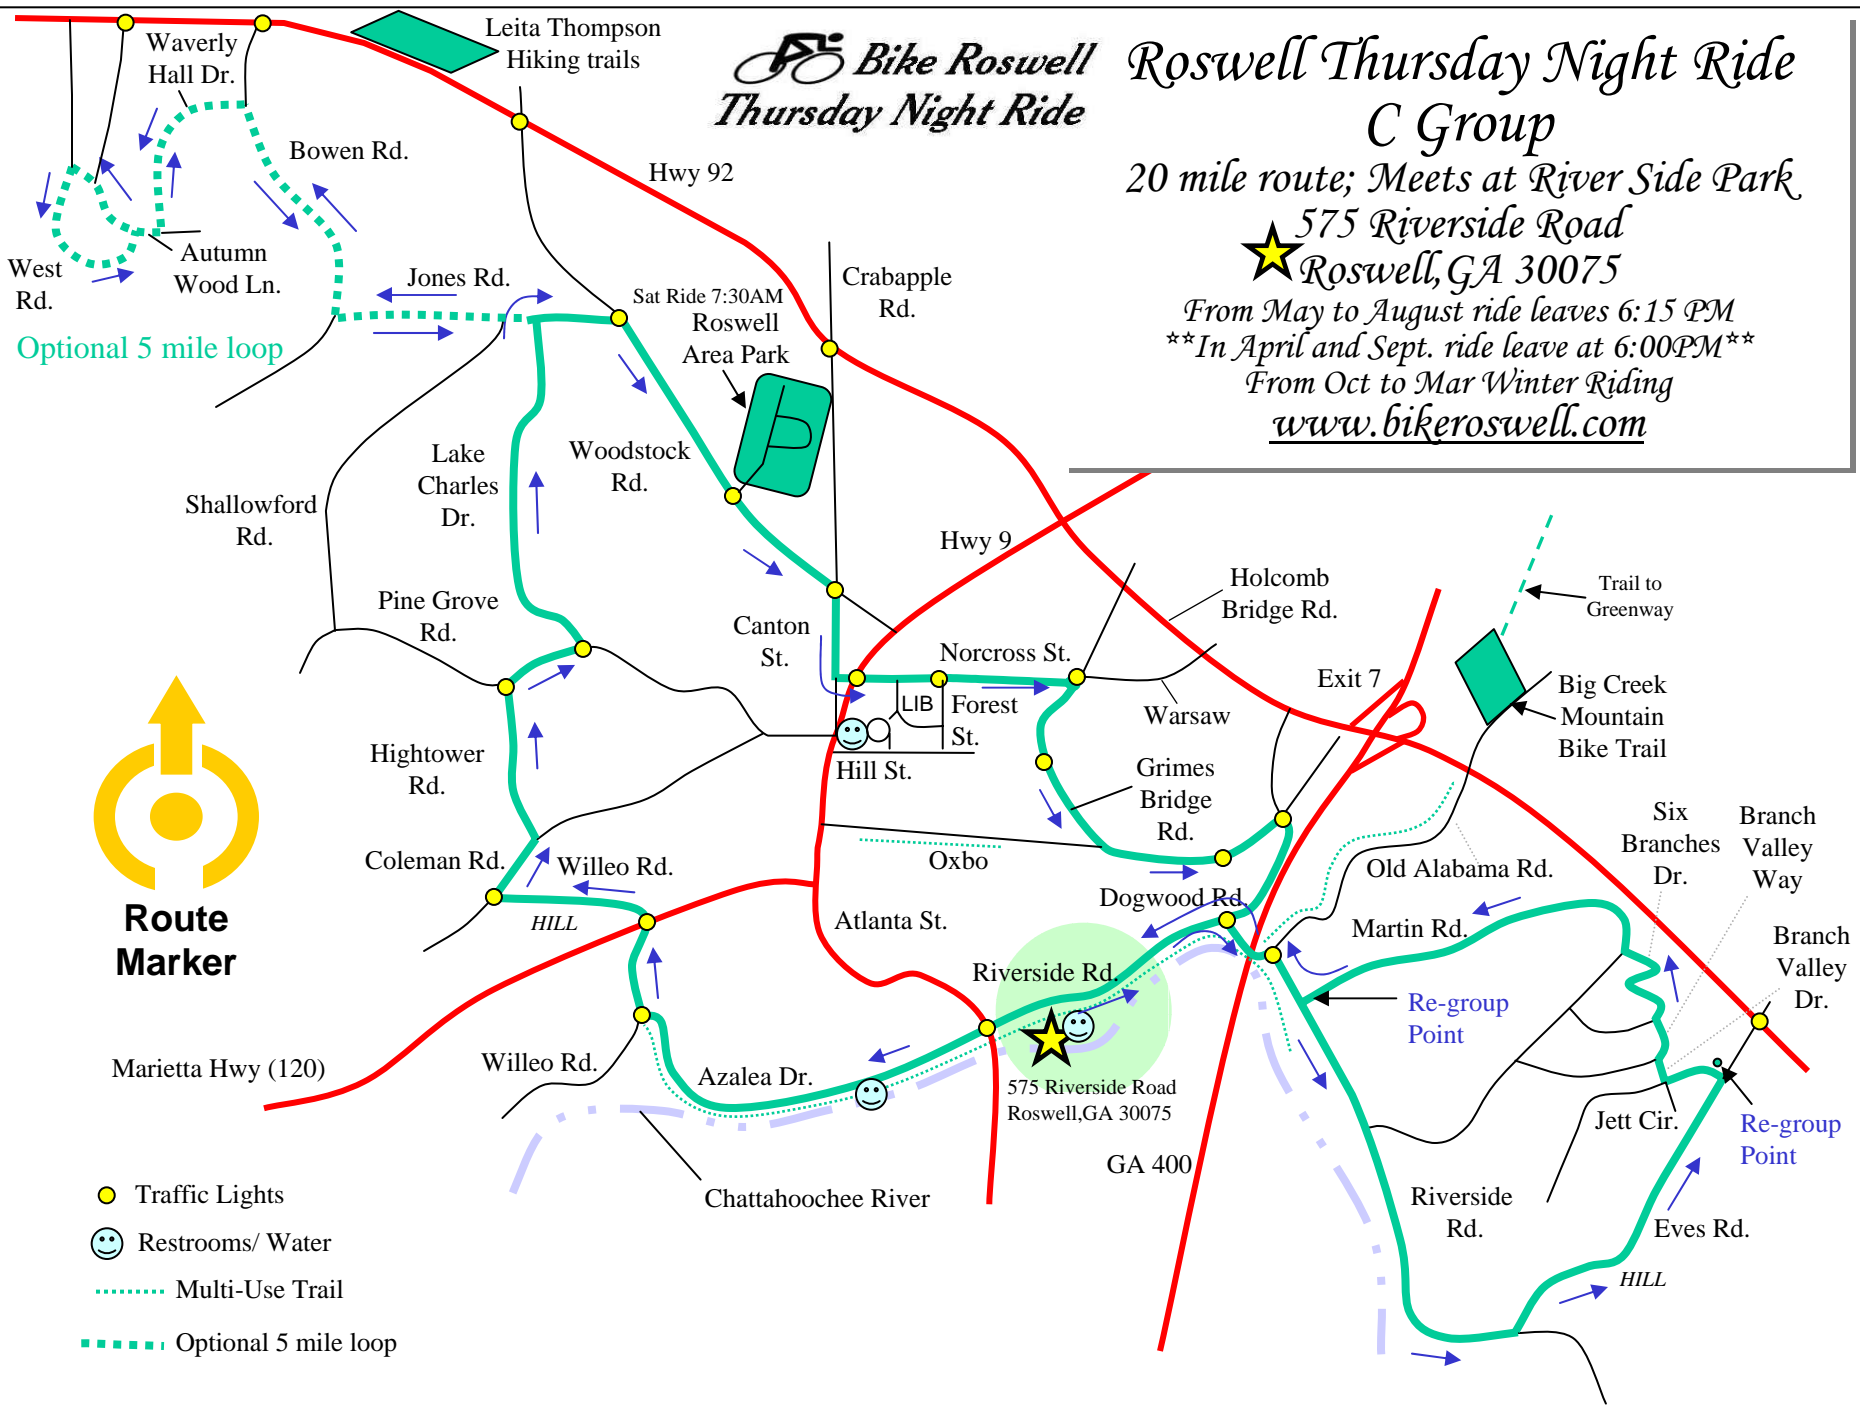 Bike Roswell
Thursday Night Ride
Roswell Thursday Night Ride
C Group
20 mile route; Meets at River Side Park
575 Riverside Road
Roswell,GA 30075
From May to August ride leaves 6:15 PM
**In April and Sept. ride leave at 6:00PM**
From Oct to Mar Winter Riding
www.bikeroswell.com
Leita Thompson
Hiking trails
Waverly
Hall Dr.
Bowen Rd.
Hwy 92
Autumn
Wood Ln.
West
Rd.
Jones Rd.
Optional 5 mile loop
Sat Ride 7:30AM
Roswell
Area Park
Crabapple
Rd.
Lake
Charles
Dr.
Woodstock
Rd.
Shallowford
Rd.
Hwy 9
Holcomb
Bridge Rd.
Trail to
Greenway
Pine Grove
Rd.
Canton
St.
Norcross St.
Exit 7
Big Creek
Mountain
Bike Trail
LIB
Forest
St.
Warsaw
Hightower
Rd.
Hill St.
Grimes
Bridge
Rd.
Six
Branches
Dr.
Branch
Valley
Way
Coleman Rd.
Willeo Rd.
Oxbo
Old Alabama Rd.
Dogwood Rd.
HILL
Atlanta St.
Martin Rd.
Branch
Valley
Dr.
Route
Marker
Riverside Rd.
Re-group
Point
Marietta Hwy (120)
Willeo Rd.
Azalea Dr.
575 Riverside Road
Roswell,GA 30075
Jett Cir.
Re-group
Point
GA 400
Chattahoochee River
Riverside
Rd.
Eves Rd.
HILL
Traffic Lights
Restrooms/ Water
Multi-Use Trail
Optional 5 mile loop